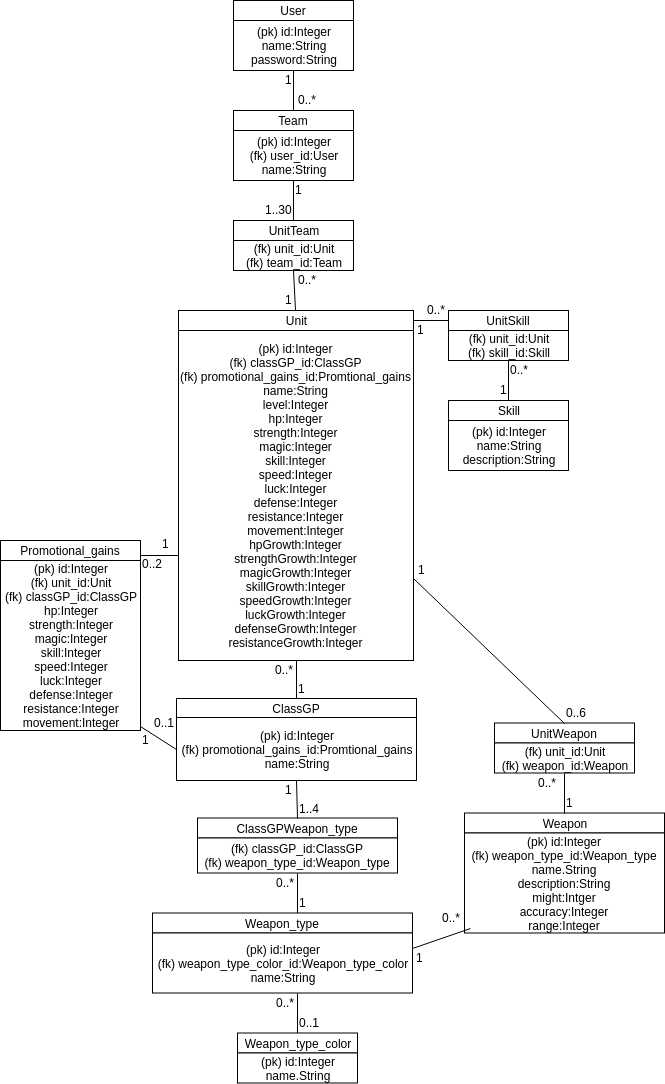 User
(pk) id:Integer
name:String
password:String
1
0..*
Team
(pk) id:Integer
(fk) user_id:User
name:String
1
1..30
UnitTeam
(fk) unit_id:Unit
(fk) team_id:Team
0..*
1
Unit
(pk) id:Integer
(fk) classGP_id:ClassGP
(fk) promotional_gains_id:Promtional_gains
name:String
level:Integer
hp:Integer
strength:Integer
magic:Integer
skill:Integer
speed:Integer
luck:Integer
defense:Integer
resistance:Integer
movement:Integer
hpGrowth:Integer
strengthGrowth:Integer
magicGrowth:Integer
skillGrowth:Integer
speedGrowth:Integer
luckGrowth:Integer
defenseGrowth:Integer
resistanceGrowth:Integer
0..*
1
UnitSkill
(fk) unit_id:Unit
(fk) skill_id:Skill
0..*
1
Skill
(pk) id:Integer
name:String
description:String
1
0..2
Promotional_gains
(pk) id:Integer
(fk) unit_id:Unit
(fk) classGP_id:ClassGP
hp:Integer
strength:Integer
magic:Integer
skill:Integer
speed:Integer
luck:Integer
defense:Integer
resistance:Integer
movement:Integer
0..1
1
0..*
1
ClassGP
(pk) id:Integer
(fk) promotional_gains_id:Promtional_gains
name:String
1
1..4
ClassGPWeapon_type
(fk) classGP_id:ClassGP
(fk) weapon_type_id:Weapon_type
0..*
1
1
0..6
UnitWeapon
(fk) unit_id:Unit
(fk) weapon_id:Weapon
0..*
1
Weapon
(pk) id:Integer
(fk) weapon_type_id:Weapon_type
name.String
description:String
might:Intger
accuracy:Integer
range:Integer
0..*
1
Weapon_type
(pk) id:Integer
(fk) weapon_type_color_id:Weapon_type_color
name:String
0..*
0..1
Weapon_type_color
(pk) id:Integer
name.String